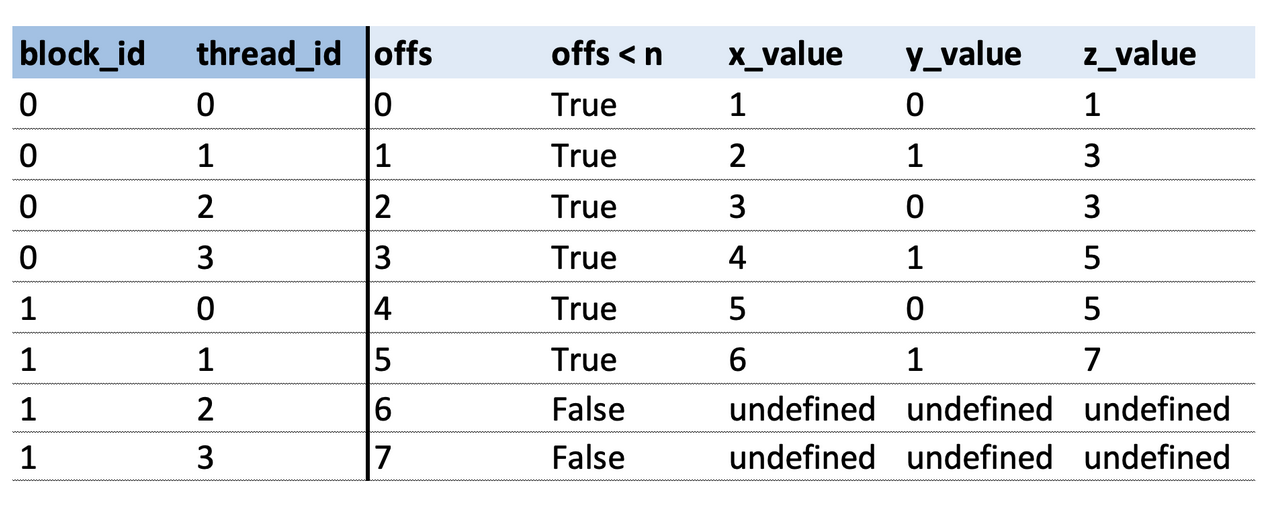 block_id thread_id offs offs < n x_value y_value z_value
0 0 0 True 1 0 1
0 1 1 True 2 1 3
0 2 2 True 3 0 3
0 3 3 True 4 1 5
1 0 4 True 5 0 5
1 1 5 True 6 1 7
1 2 6 False undefined undefined undefined
1 3 7 False undefined undefined undefined